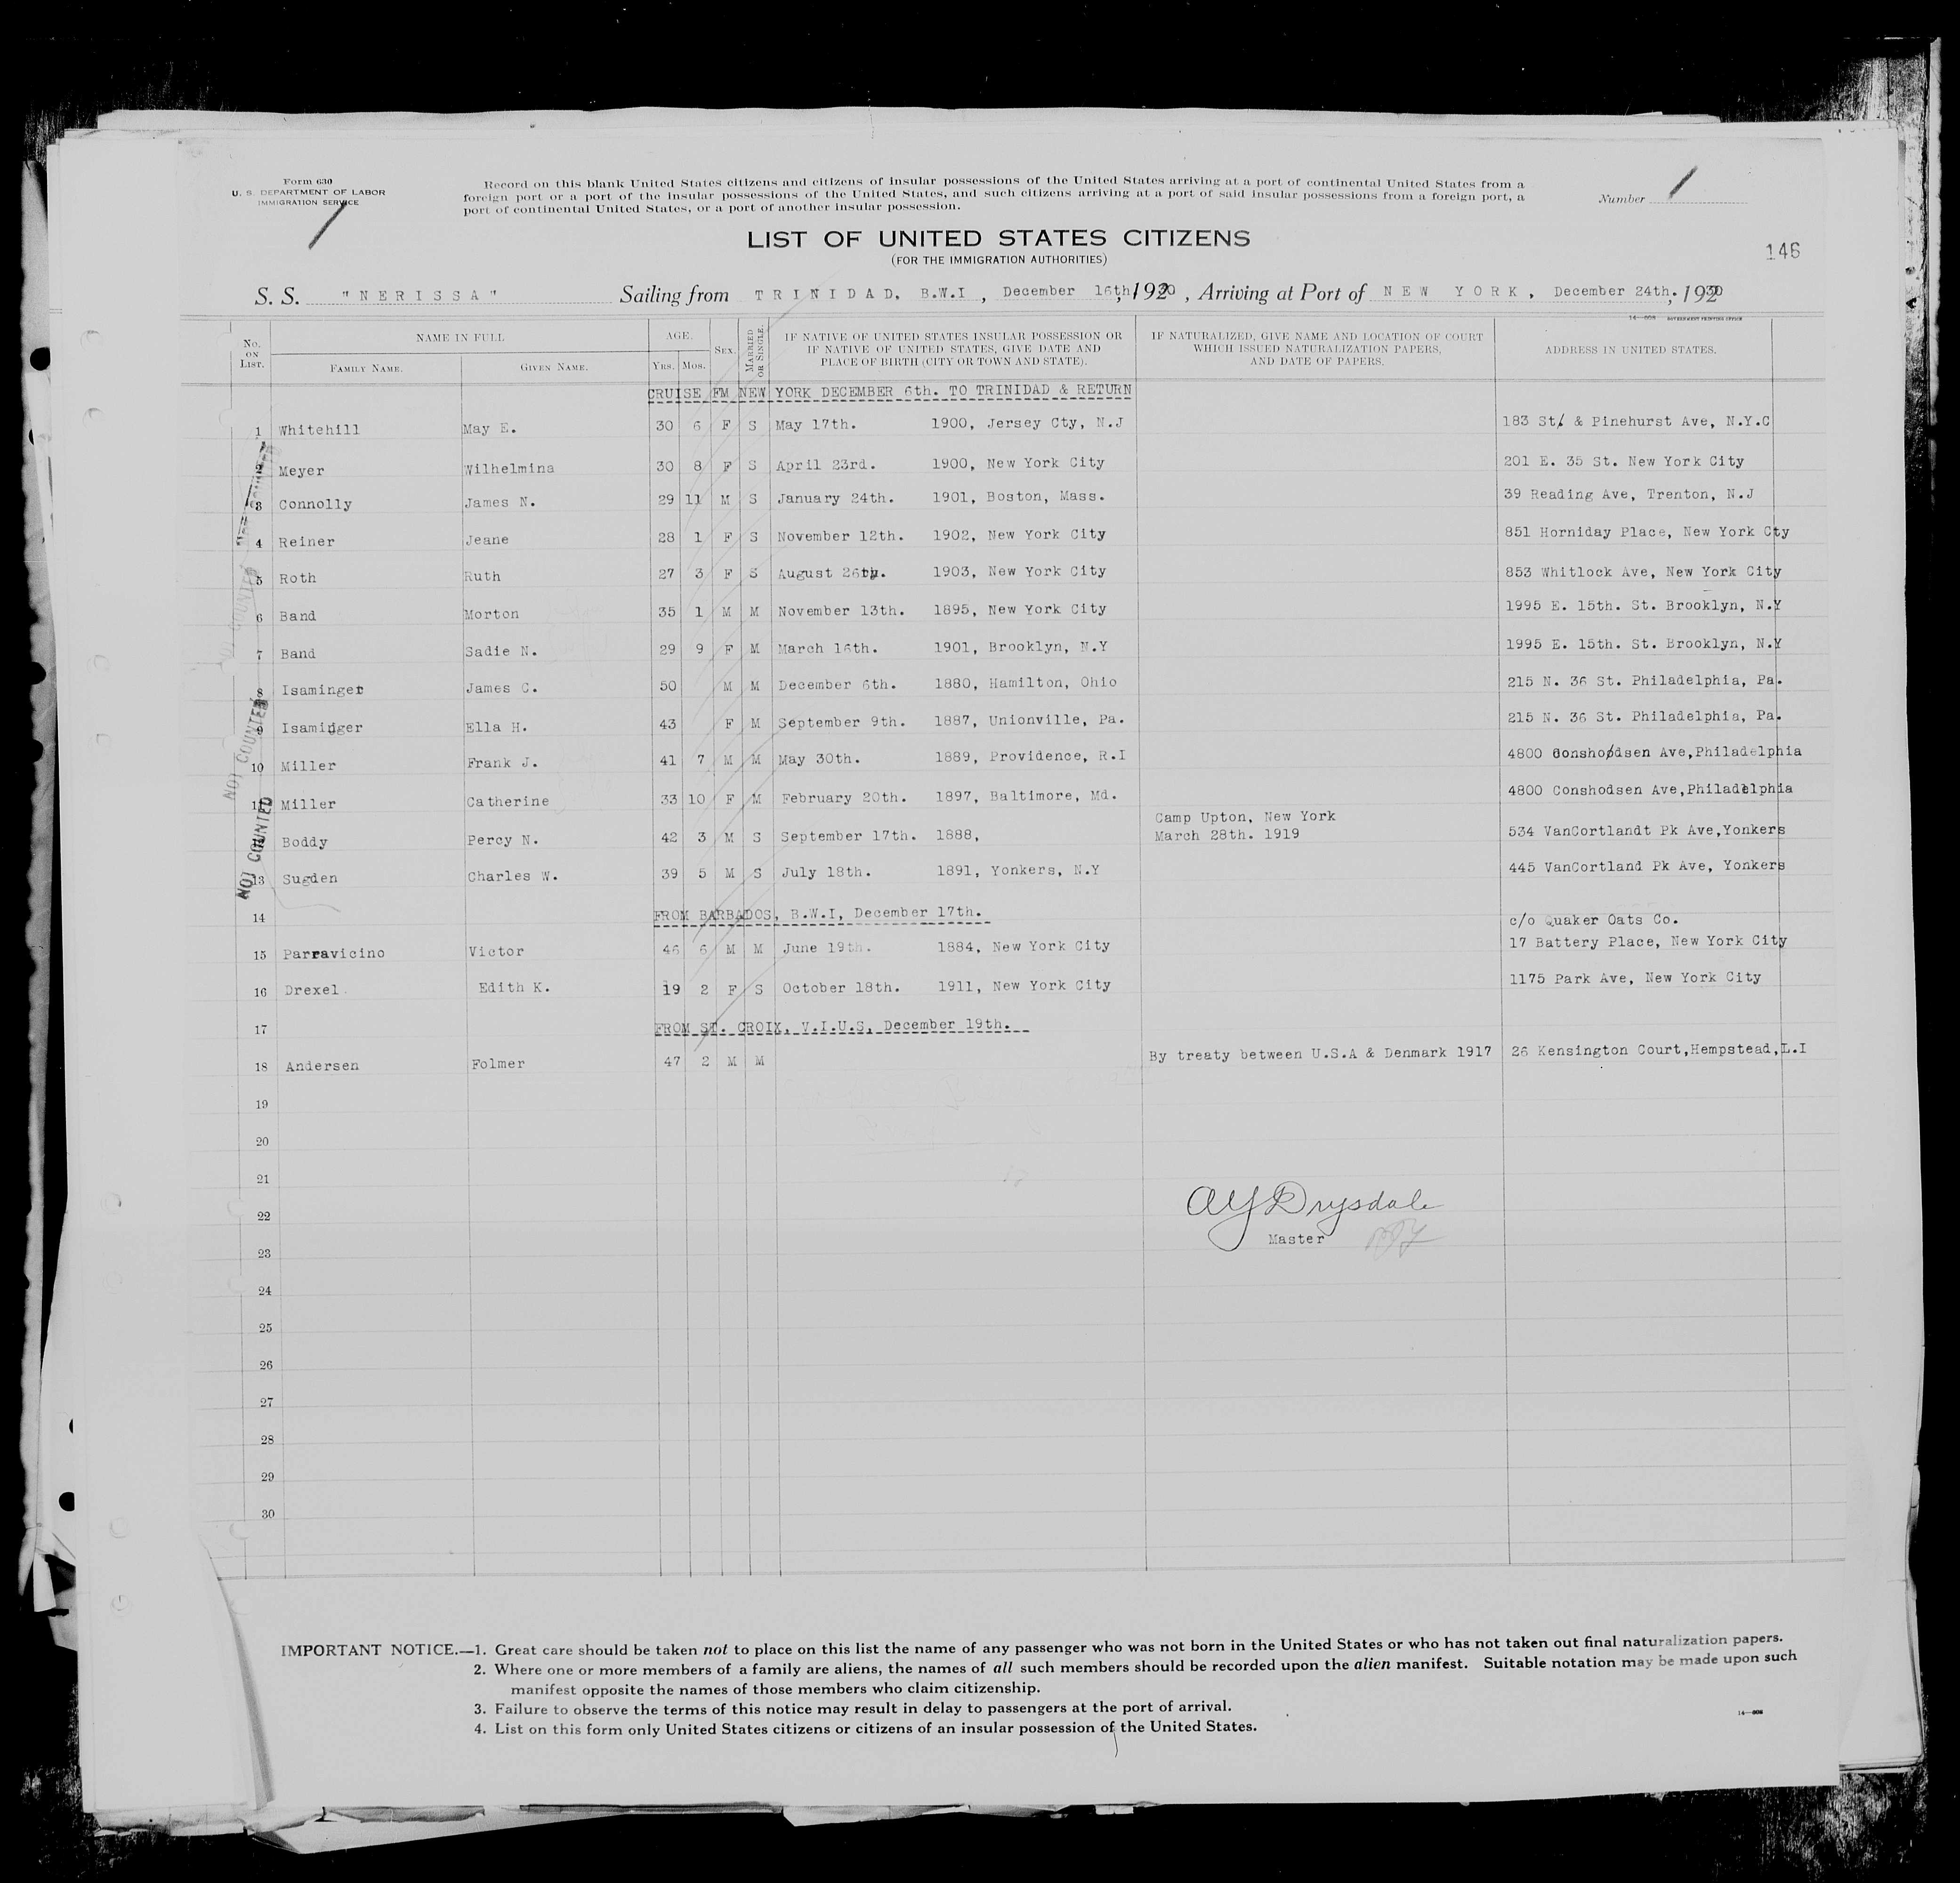 Form 630
U. S. DEPARTMENT OF LABOR
IMMIGRATION SERVICE
Record on this blank United States citizens and citizens of insular possessions of the United States arriving at a port of continental United States from a
foreign port or a port of the insular possessions of the United States, and such citizens arriving at a port of said insular possessions from a foreign port, a
port of continental United States, or a port of another insular possession.
Number 1
LIST OF UNITED STATES CITIZENS
(FOR THE IMMIGRATION AUTHORITIES)
146
S. S. "NERISSA" Sailing from TRINIDAD, B.W.I, December 16th, 1930, Arriving at Port of NEW YORK, December 24th., 1930
14—508 GOVERNMENT PRINTING OFFICE
No. ON LIST. NAME IN FULL FAMILY NAME. GIVEN NAME. AGE. YRS. MOS. SEX. MARRIED OR SINGLE. IF NATIVE OF UNITED STATES INSULAR POSSESSION OR IF NATIVE OF UNITED STATES, GIVE DATE AND PLACE OF BIRTH (CITY OR TOWN AND STATE). IF NATURALIZED, GIVE NAME AND LOCATION OF COURT WHICH ISSUED NATURALIZATION PAPERS, AND DATE OF PAPERS. ADDRESS IN UNITED STATES.
CRUISE FM NEW YORK DECEMBER 6th. TO TRINIDAD & RETURN
1 Whitehill May E. 30 6 F S May 17th. 1900, Jersey Cty, N.J 183 St/ & Pinehurst Ave, N.Y.C
2 Meyer Wilhelmina 30 8 F S April 23rd. 1900, New York City 201 E. 35 St. New York City
3 Connolly James N. 29 11 M S January 24th. 1901, Boston, Mass. 39 Reading Ave, Trenton, N.J
4 Reiner Jeane 28 1 F S November 12th. 1902, New York City 851 Horniday Place, New York Cty
5 Roth Ruth 27 3 F S August 26th. 1903, New York City 853 Whitlock Ave, New York City
6 Band Morton 35 1 M M November 13th. 1895, New York City 1995 E. 15th. St. Brooklyn, N.Y
7 Band Sadie N. 29 9 F M March 16th. 1901, Brooklyn, N.Y 1995 E. 15th. St. Brooklyn, N.Y
8 Isaminger James C. 50 M M December 6th. 1880, Hamilton, Ohio 215 N. 36 St. Philadelphia, Pa.
9 Isaminger Ella H. 43 F M September 9th. 1887, Unionville, Pa. 215 N. 36 St. Philadelphia, Pa.
10 Miller Frank J. 41 7 M M May 30th. 1889, Providence, R.I 4800 Conshodsen Ave,Philadelphia
11 Miller Catherine 33 10 F M February 20th. 1897, Baltimore, Md. 4800 Conshodsen Ave,Philadelphia
Camp Upton, New York
12 Boddy Percy N. 42 3 M S September 17th. 1888, March 28th. 1919 534 VanCortlandt Pk Ave,Yonkers
13 Sugden Charles W. 39 5 M S July 18th. 1891, Yonkers, N.Y 445 VanCortland Pk Ave, Yonkers
NOT COUNTED
NOT COUNTED
14 FROM BARBADOS, B.W.I, December 17th. c/o Quaker Oats Co.
15 Parravicino Victor 46 6 M M June 19th. 1884, New York City 17 Battery Place, New York City
16 Drexel Edith K. 19 2 F S October 18th. 1911, New York City 1175 Park Ave, New York City
17 FROM ST. CROIX, V.I.U.S, December 19th.
18 Andersen Folmer 47 2 M M By treaty between U.S.A & Denmark 1917 26 Kensington Court,Hempstead,L.I
19
20
21
22 AY Drysdale
23 Master
24
25
26
27
28
29
30
IMPORTANT NOTICE.—1. Great care should be taken not to place on this list the name of any passenger who was not born in the United States or who has not taken out final naturalization papers.
2. Where one or more members of a family are aliens, the names of all such members should be recorded upon the alien manifest. Suitable notation may be made upon such
manifest opposite the names of those members who claim citizenship.
3. Failure to observe the terms of this notice may result in delay to passengers at the port of arrival.
4. List on this form only United States citizens or citizens of an insular possession of the United States.
14—508